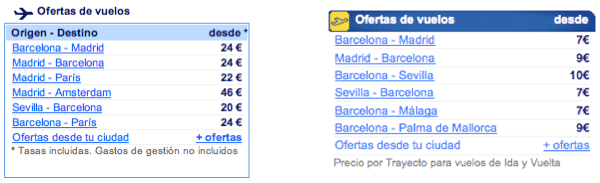 Ofertas de vuelos
Origen - Destino desde *
Barcelona - Madrid 24 €
Madrid - Barcelona 24 €
Madrid - París 22 €
Madrid - Amsterdam 46 €
Sevilla - Barcelona 20 €
Barcelona - París 24 €
Ofertas desde tu ciudad + ofertas
* Tasas incluidas. Gastos de gestión no incluidos
Ofertas de vuelos desde
Barcelona - Madrid 7€
Madrid - Barcelona 9€
Barcelona - Sevilla 10€
Sevilla - Barcelona 7€
Barcelona - Málaga 7€
Barcelona - Palma de Mallorca 9€
Ofertas desde tu ciudad + ofertas
Precio por Trayecto para vuelos de Ida y Vuelta